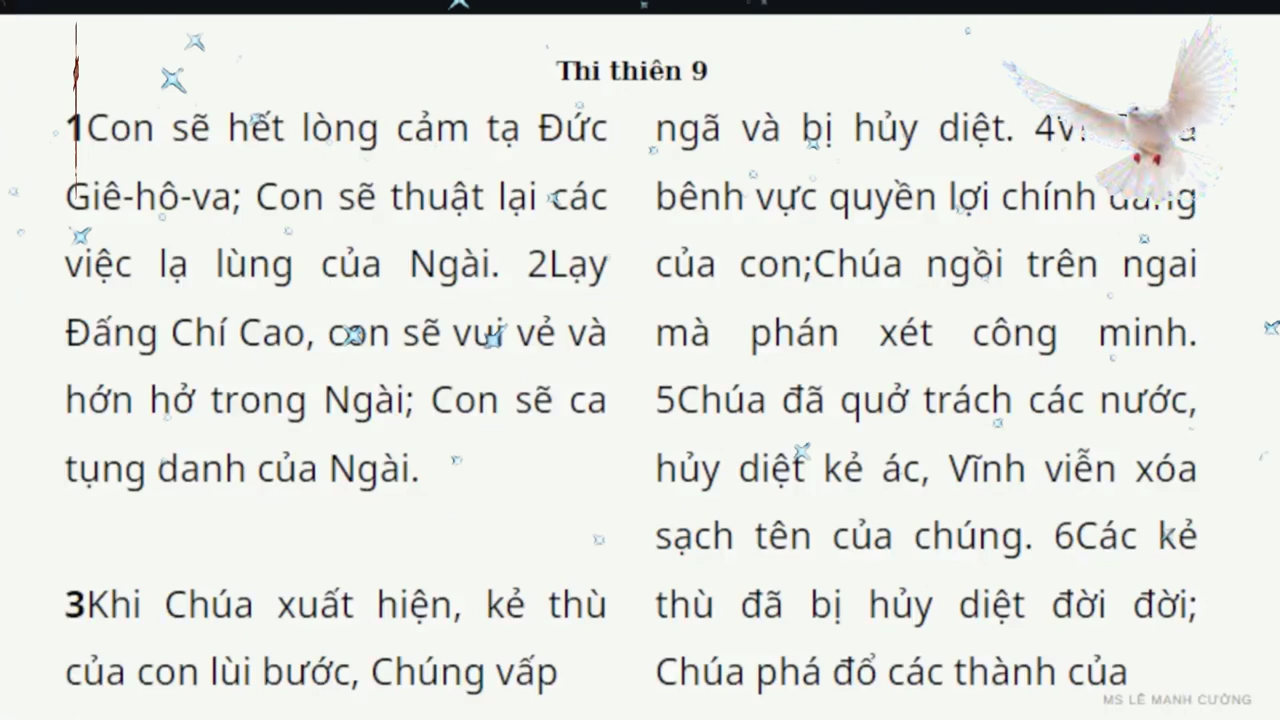 Thi thiên 9
1Con sẽ hết lòng cảm tạ Đức
Giê-hô-va; Con sẽ thuật lại các
việc lạ lùng của Ngài. 2Lạy
Đấng Chí Cao, con sẽ vui vẻ và
hớn hở trong Ngài; Con sẽ ca
tụng danh của Ngài.
3Khi Chúa xuất hiện, kẻ thù
của con lùi bước, Chúng vấp
ngã và bị hủy diệt.
bênh vực quyền lợi chính
của con;Chúa ngồi trên ngai
mà phán xét công minh.
5Chúa đã quở trách các nước,
hủy diệt kẻ ác, Vĩnh viễn xóa
sạch tên của chúng. 6Các kẻ
thù đã bị hủy diệt đời đời;
Chúa phá đổ các thành của
MS LÊ MẠNH CƯỜNG